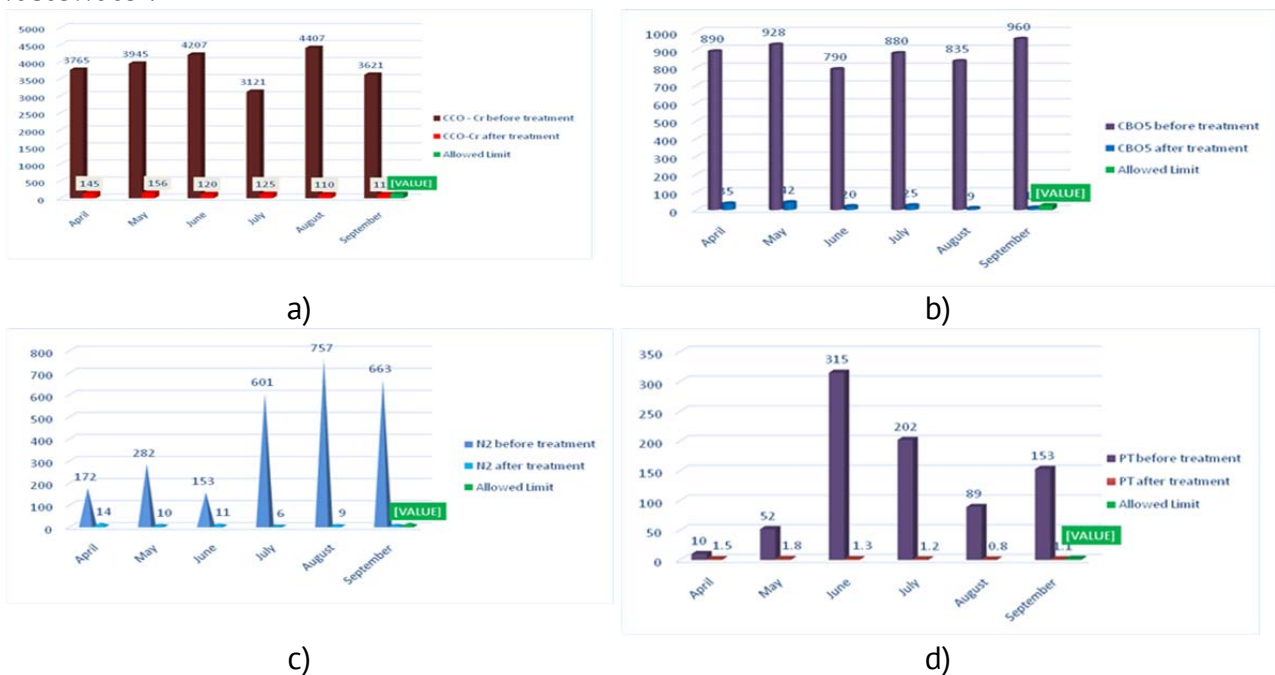 5000
4500
4000
3500
3000
2500
2000
1500
1000
500
0
3765
3945
4207
3121
4407
3621
145
156
120
125
110
[VALUE]
April
May
June
July
August
September
CCO - Cr before treatment
CCO-Cr after treatment
Allowed Limit
a)
1000
900
800
700
600
500
400
300
200
100
0
890
928
790
880
835
960
42
20
25
9
[VALUE]
April
May
June
July
August
September
CBO5 before treatment
CBO5 after treatment
Allowed Limit
b)
800
700
600
500
400
300
200
100
0
172
282
153
601
757
663
14
10
11
6
9
[VALUE]
April
May
June
July
August
September
N2 before treatment
N2 after treatment
Allowed Limit
c)
350
300
250
200
150
100
50
0
10
52
315
202
89
153
1.5
1.8
1.3
1.2
0.8
1.1
[VALUE]
April
May
June
July
August
September
PT before treatment
PT after treatment
Allowed Limit
d)